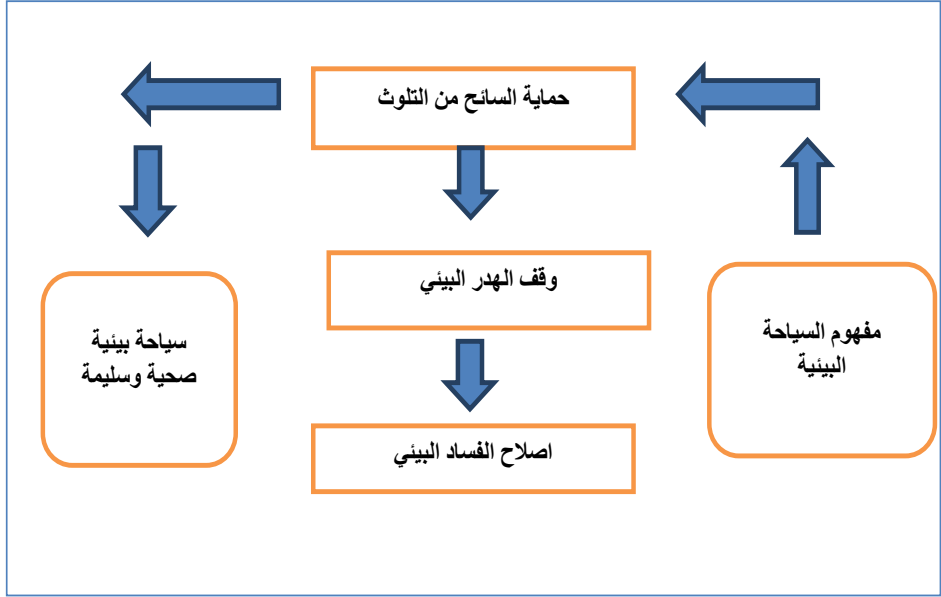 حماية السائح من التلوث
وقف الهدر البيئي
مفهوم السياحة
البيئية
سياحة بيئية
صحية وسليمة
اصلاح الفساد البيئي